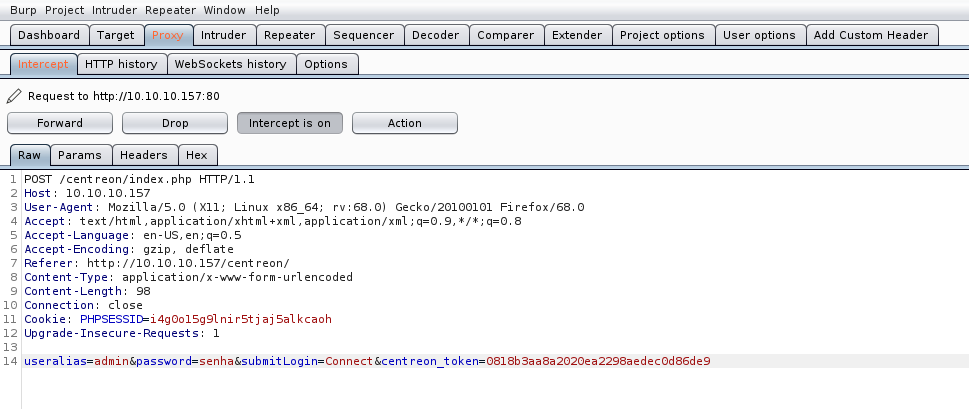 Burp Project Intruder Repeater Window Help
Dashboard Target Proxy Intruder Repeater Sequencer Decoder Comparer Extender Project options User options Add Custom Header
Intercept HTTP history WebSockets history Options
Request to http://10.10.10.157:80
Forward Drop Intercept is on Action
Raw Params Headers Hex
1 POST /centreon/index.php HTTP/1.1
2 Host: 10.10.10.157
3 User-Agent: Mozilla/5.0 (X11; Linux x86_64; rv:68.0) Gecko/20100101 Firefox/68.0
4 Accept: text/html,application/xhtml+xml,application/xml;q=0.9,*/*;q=0.8
5 Accept-Language: en-US,en;q=0.5
6 Accept-Encoding: gzip, deflate
7 Referer: http://10.10.10.157/centreon/
8 Content-Type: application/x-www-form-urlencoded
9 Content-Length: 98
10 Connection: close
11 Cookie: PHPSESSID=i4g0o15g9lnir5tjaj5alkcaoh
12 Upgrade-Insecure-Requests: 1
13
14 useralias=admin&password=senha&submitLogin=Connect&centreon_token=0818b3aa8a2020ea2298aedec0d86de9